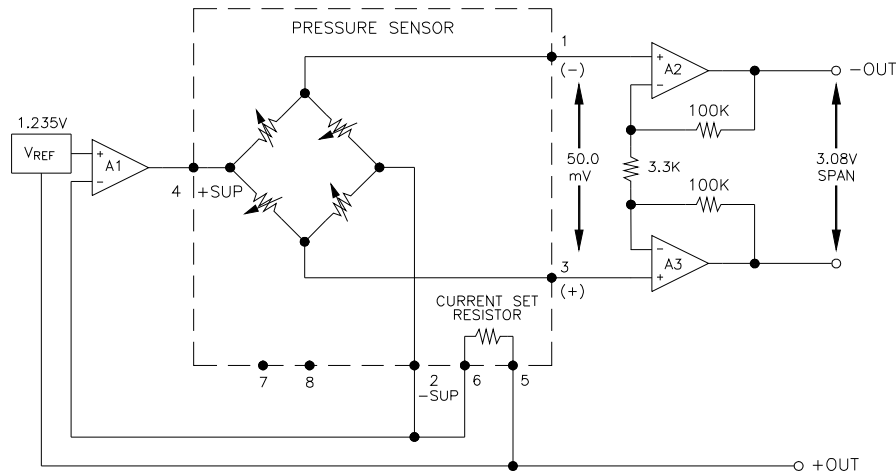 PRESSURE SENSOR
1
(-)
+
A2
-
-OUT
100K
1.235V
VREF
+
A1
-
4
+SUP
50.0
mV
3.3K
3.08V
SPAN
100K
-
A3
+
3
(+)
CURRENT SET
RESISTOR
7
8
2
-SUP
6
5
+OUT